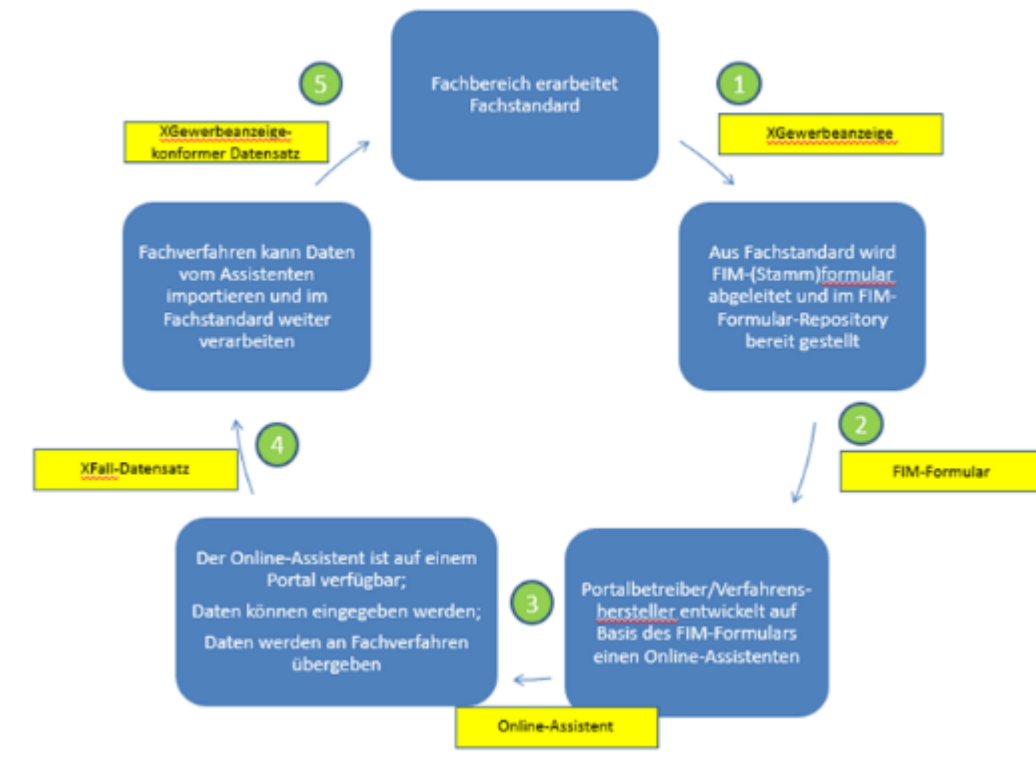 Fachbereich erarbeitet
Fachstandard
1
XGewerbeanzeige
Aus Fachstandard wird
FIM-(Stamm)formular
abgeleitet und im FIM-
Formular-Repository
bereit gestellt
2
FIM-Formular
Portalbetreiber/Verfahrens-
hersteller entwickelt auf
Basis des FIM-Formulars
einen Online-Assistenten
3
Online-Assistent
Der Online-Assistent ist auf einem
Portal verfügbar;
Daten können eingegeben werden;
Daten werden an Fachverfahren
übergeben
4
XFall-Datensatz
Fachverfahren kann Daten
vom Assistenten
importieren und im
Fachstandard weiter
verarbeiten
5
XGewerbeanzeige-
konformer Datensatz